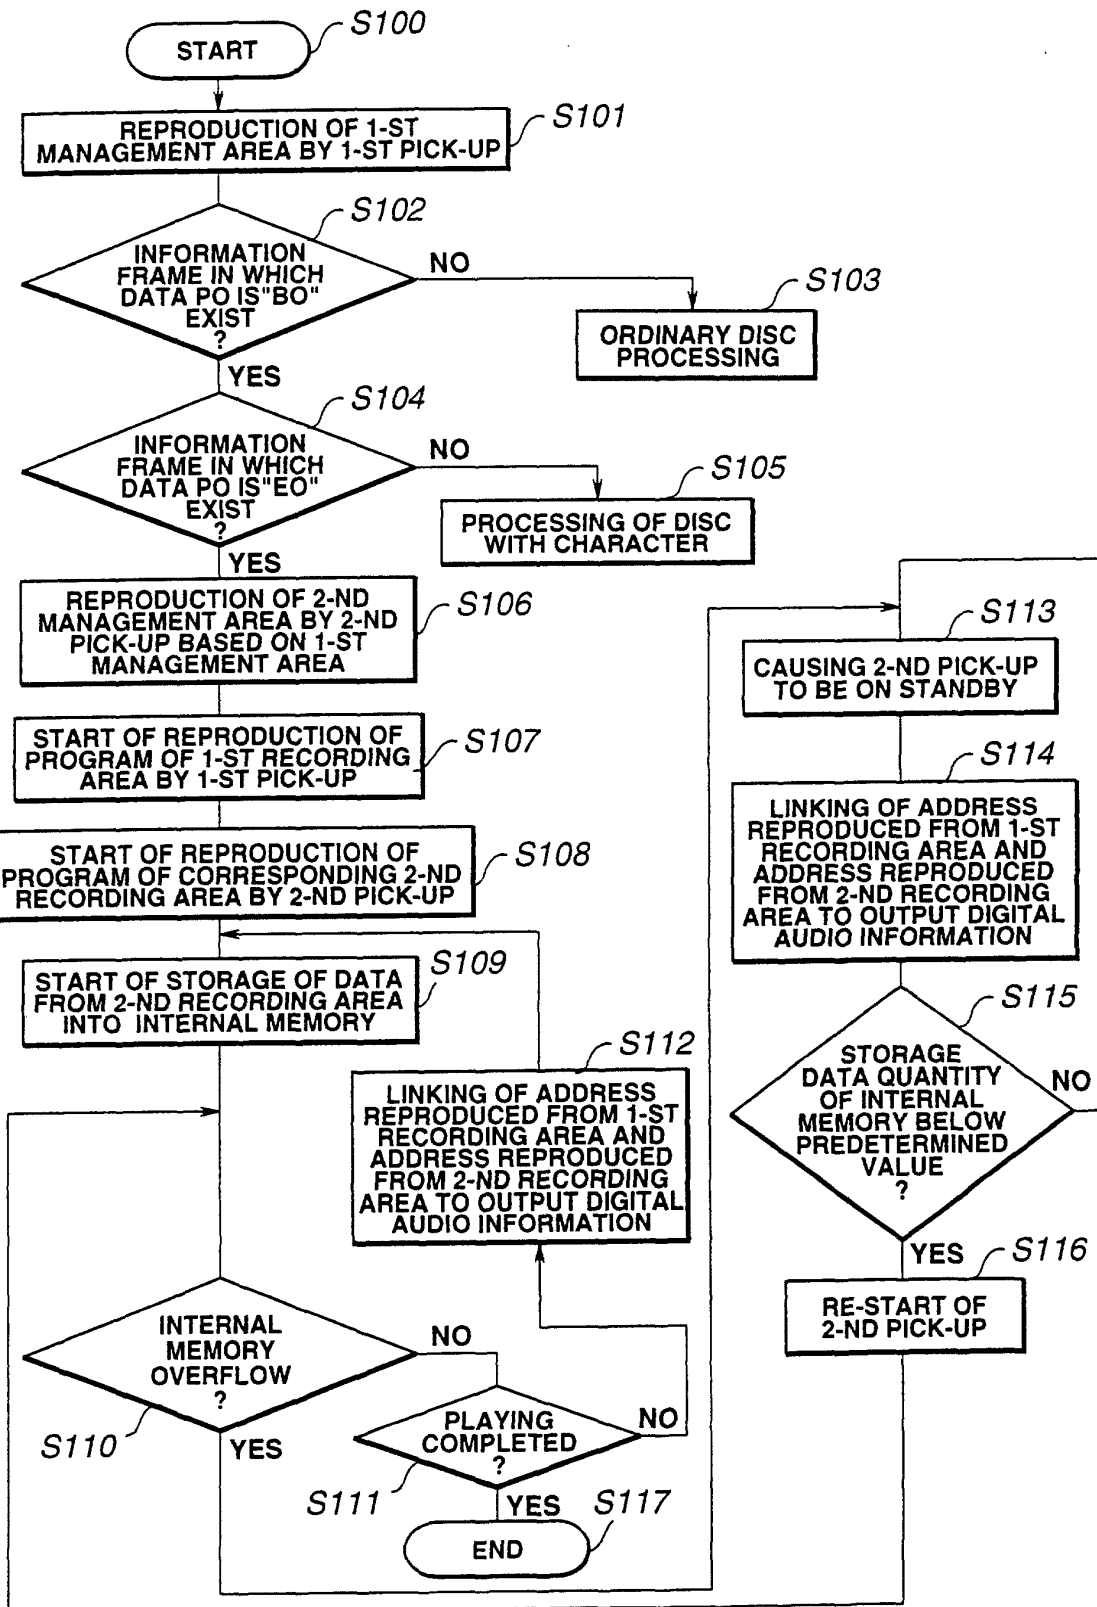 S100
START
S101
REPRODUCTION OF 1-ST
MANAGEMENT AREA BY 1-ST PICK-UP
S102
INFORMATION
FRAME IN WHICH
DATA PO IS"BO"
EXIST
?
NO
YES
S103
ORDINARY DISC
PROCESSING
S104
INFORMATION
FRAME IN WHICH
DATA PO IS"EO"
EXIST
?
NO
YES
S105
PROCESSING OF DISC
WITH CHARACTER
S106
REPRODUCTION OF 2-ND
MANAGEMENT AREA BY 2-ND
PICK-UP BASED ON 1-ST
MANAGEMENT AREA
S107
START OF REPRODUCTION OF
PROGRAM OF 1-ST RECORDING
AREA BY 1-ST PICK-UP
S108
START OF REPRODUCTION OF
PROGRAM OF CORRESPONDING 2-ND
RECORDING AREA BY 2-ND PICK-UP
S109
START OF STORAGE OF DATA
FROM 2-ND RECORDING AREA
INTO INTERNAL MEMORY
S110
INTERNAL
MEMORY
OVERFLOW
?
NO
YES
S111
PLAYING
COMPLETED
?
NO
YES
S112
LINKING OF ADDRESS
REPRODUCED FROM 1-ST
RECORDING AREA AND
ADDRESS REPRODUCED
FROM 2-ND RECORDING
AREA TO OUTPUT DIGITAL
AUDIO INFORMATION
S117
END
S113
CAUSING 2-ND PICK-UP
TO BE ON STANDBY
S114
LINKING OF ADDRESS
REPRODUCED FROM 1-ST
RECORDING AREA AND
ADDRESS REPRODUCED
FROM 2-ND RECORDING
AREA TO OUTPUT DIGITAL
AUDIO INFORMATION
S115
STORAGE
DATA QUANTITY
OF INTERNAL
MEMORY BELOW
PREDETERMINED
VALUE
?
NO
YES
S116
RE-START OF
2-ND PICK-UP